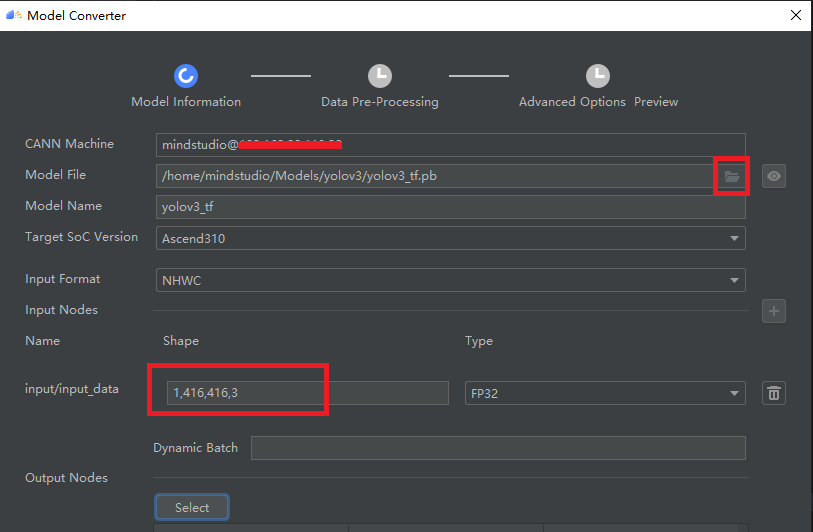 Model Converter
Model Information Data Pre-Processing Advanced Options Preview
CANN Machine mindstudio@
Model File /home/mindstudio/Models/yolov3/yolov3_tf.pb
Model Name yolov3_tf
Target SoC Version Ascend310
Input Format NHWC
Input Nodes
Name Shape Type
input/input_data 1,416,416,3 FP32
Dynamic Batch
Output Nodes
Select